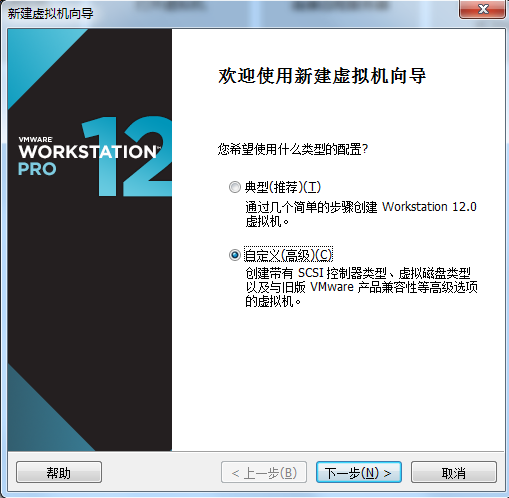 新建虚拟机向导
欢迎使用新建虚拟机向导
VMWARE
WORKSTATION™
PRO
12
您希望使用什么类型的配置?
典型(推荐)(T)
通过几个简单的步骤创建 Workstation 12.0
虚拟机。
自定义(高级)(C)
创建带有 SCSI 控制器类型、虚拟磁盘类型
以及与旧版 VMware 产品兼容性等高级选项
的虚拟机。
帮助
< 上一步(B)
下一步(N) >
取消